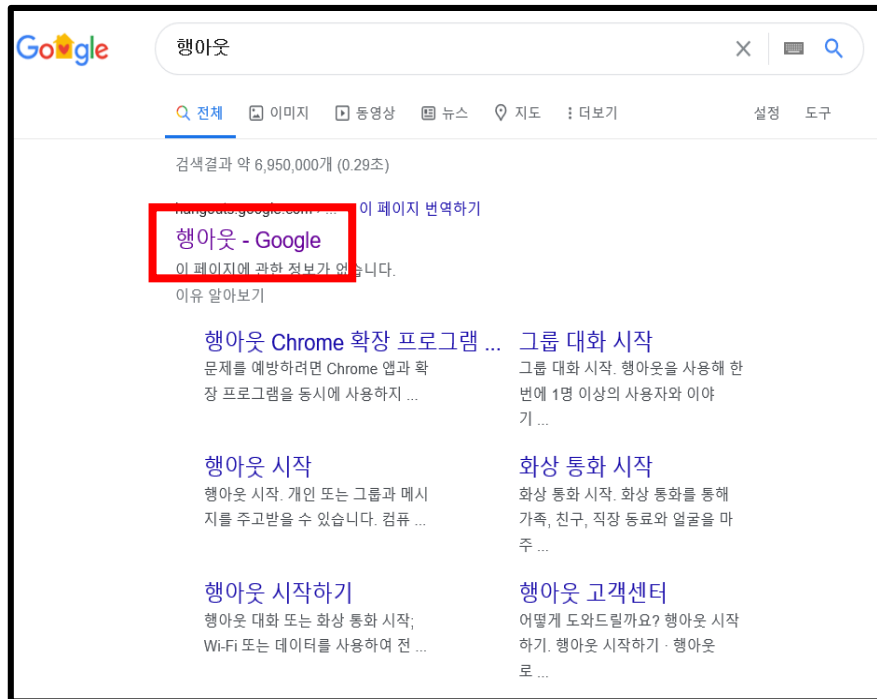 Google
행아웃
전체 이미지 동영상 뉴스 지도 더보기 설정 도구
검색결과 약 6,950,000개 (0.29초)
hangouts.google.com › ... 이 페이지 번역하기
행아웃 - Google
이 페이지에 관한 정보가 없습니다.
이유 알아보기
행아웃 Chrome 확장 프로그램 ...
문제를 예방하려면 Chrome 앱과 확
장 프로그램을 동시에 사용하지 ...
그룹 대화 시작
그룹 대화 시작. 행아웃을 사용해 한
번에 1명 이상의 사용자와 이야
기 ...
행아웃 시작
행아웃 시작. 개인 또는 그룹과 메시
지를 주고받을 수 있습니다. 컴퓨 ...
화상 통화 시작
화상 통화 시작. 화상 통화를 통해
가족, 친구, 직장 동료와 얼굴을 마
주 ...
행아웃 시작하기
행아웃 대화 또는 화상 통화 시작;
Wi-Fi 또는 데이터를 사용하여 전 ...
행아웃 고객센터
어떻게 도와드릴까요? 행아웃 시작
하기. 행아웃 시작하기 · 행아웃
로 ...